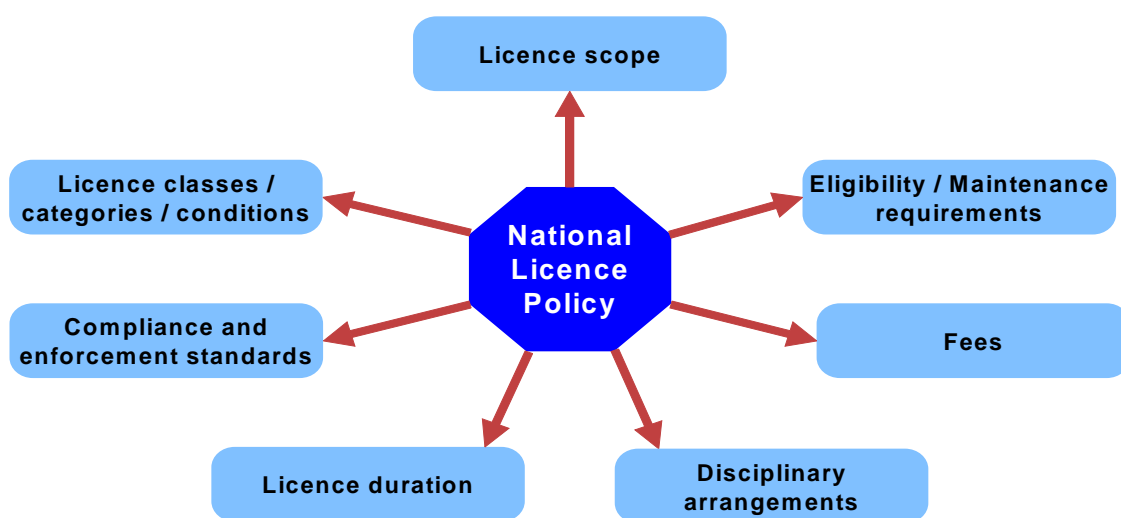 Licence scope
Licence classes /
categories / conditions
Eligibility / Maintenance
requirements
National
Licence
Policy
Compliance and
enforcement standards
Fees
Licence duration
Disciplinary
arrangements